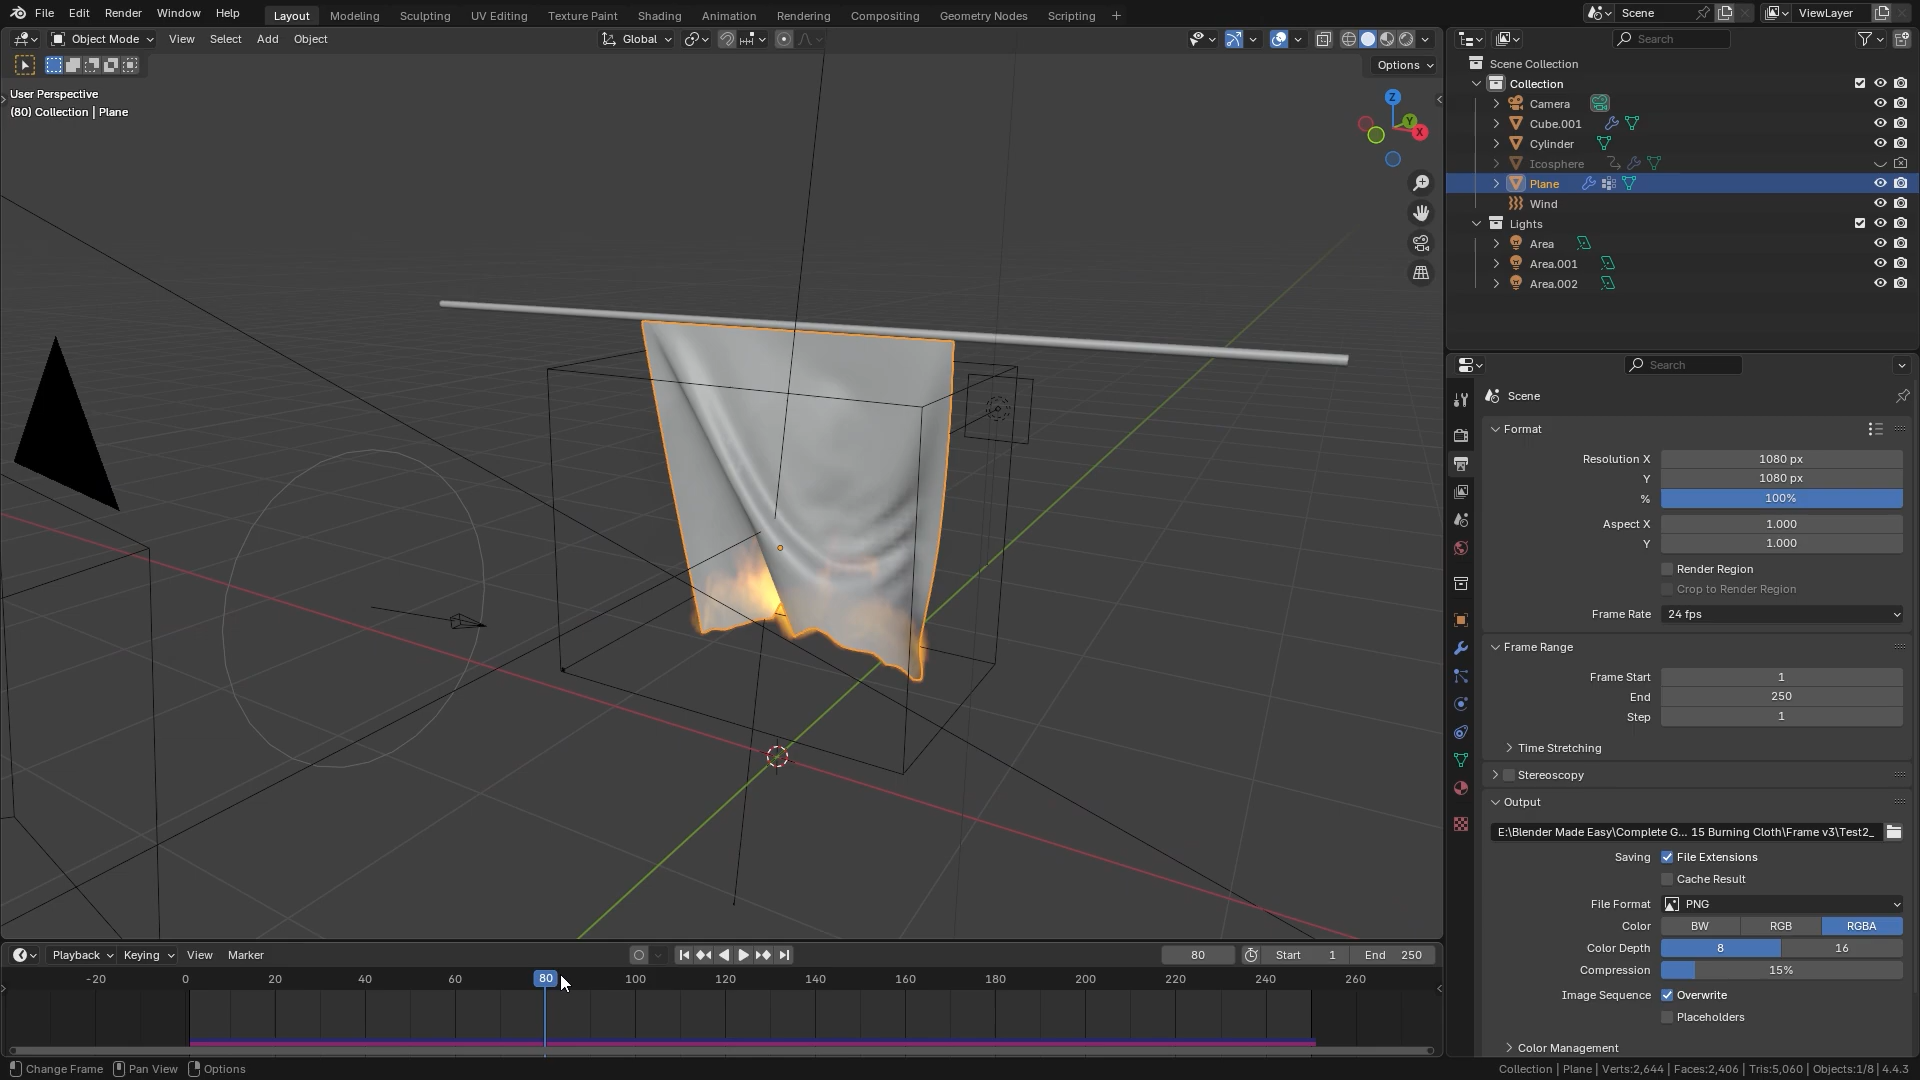 File Edit Render Window Help
Layout Modeling Sculpting UV Editing Texture Paint Shading Animation Rendering Compositing Geometry Nodes Scripting +
Scene
ViewLayer
Object Mode View Select Add Object
Global
Options
User Perspective
(80) Collection | Plane
Z
Y
X
Search
Scene Collection
Collection
Camera
Cube.001
Cylinder
Icosphere
Plane
Wind
Lights
Area
Area.001
Area.002
Search
Scene
Format
Resolution X 1080 px
Y 1080 px
% 100%
Aspect X 1.000
Y 1.000
Render Region
Crop to Render Region
Frame Rate 24 fps
Frame Range
Frame Start 1
End 250
Step 1
Time Stretching
Stereoscopy
Output
E:\Blender Made Easy\Complete G... 15 Burning Cloth\Frame v3\Test2_
Saving File Extensions
Cache Result
File Format PNG
Color BW RGB RGBA
Color Depth 8 16
Compression 15%
Image Sequence Overwrite
Placeholders
Color Management
Playback Keying View Marker
80 Start 1 End 250
-20 0 20 40 60 80 100 120 140 160 180 200 220 240 260
Change Frame Pan View Options
Collection | Plane | Verts:2,644 | Faces:2,406 | Tris:5,060 | Objects:1/8 | 4.4.3